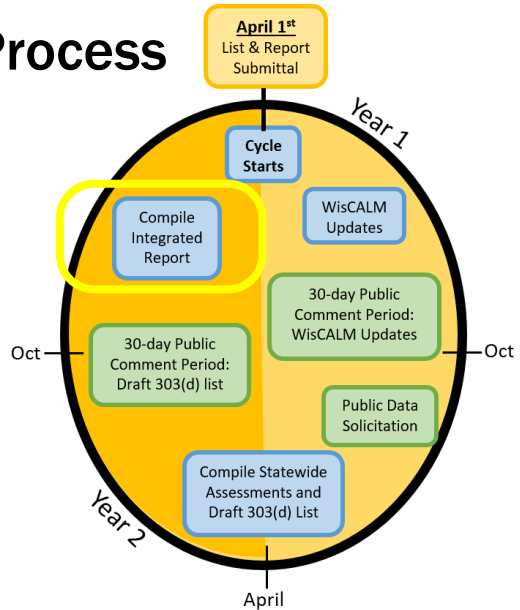 Process
April 1st
List & Report
Submittal
Year 1
Cycle
Starts
WisCALM
Updates
Compile
Integrated
Report
30-day Public
Comment Period:
WisCALM Updates
Oct
Oct
30-day Public
Comment Period:
Draft 303(d) list
Public Data
Solicitation
Compile Statewide
Assessments and
Draft 303(d) List
Year 2
April